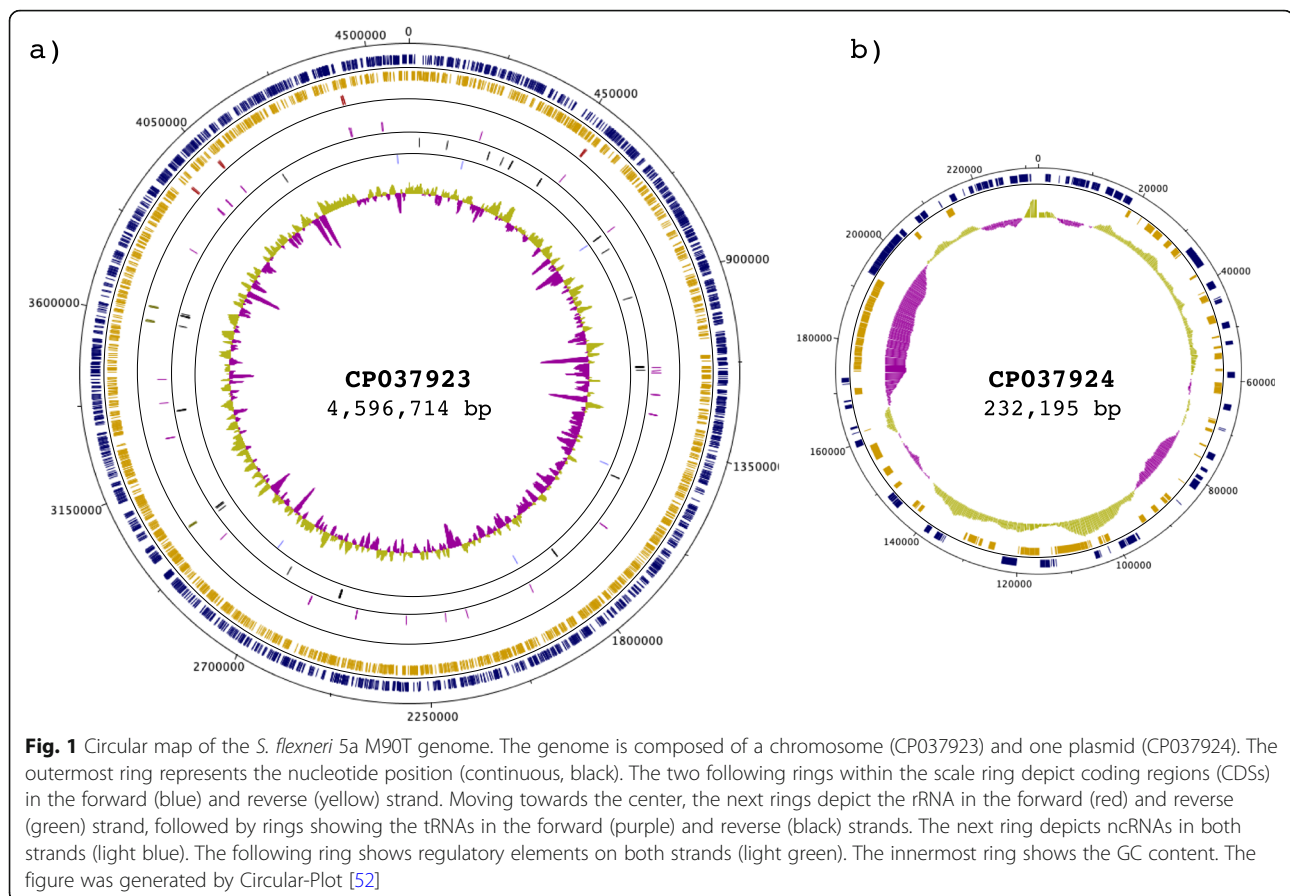 a)
b)
0
450000
900000
135000
1800000
2250000
2700000
3150000
3600000
4050000
4500000
CP037923
4,596,714 bp
0
20000
40000
60000
80000
100000
120000
140000
160000
180000
200000
220000
CP037924
232,195 bp
Fig. 1 Circular map of the S. flexneri 5a M90T genome. The genome is composed of a chromosome (CP037923) and one plasmid (CP037924). The
outermost ring represents the nucleotide position (continuous, black). The two following rings within the scale ring depict coding regions (CDSs)
in the forward (blue) and reverse (yellow) strand. Moving towards the center, the next rings depict the rRNA in the forward (red) and reverse
(green) strand, followed by rings showing the tRNAs in the forward (purple) and reverse (black) strands. The next ring depicts ncRNAs in both
strands (light blue). The following ring shows regulatory elements on both strands (light green). The innermost ring shows the GC content. The
figure was generated by Circular-Plot [52]